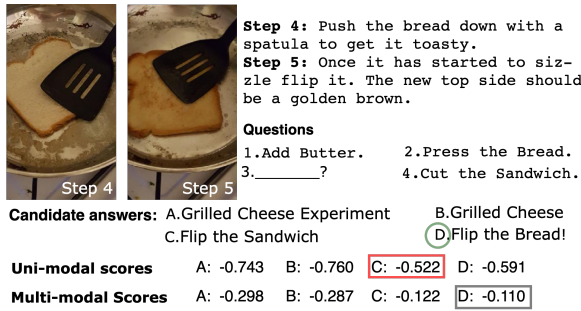 Step 4 Step 5
Step 4: Push the bread down with a
spatula to get it toasty.
Step 5: Once it has started to siz-
zle flip it. The new top side should
be a golden brown.
Questions
1.Add Butter. 2.Press the Bread.
3.______? 4.Cut the Sandwich.
Candidate answers: A.Grilled Cheese Experiment B.Grilled Cheese
C.Flip the Sandwich D.Flip the Bread!
Uni-modal scores A: -0.743 B: -0.760 C: -0.522 D: -0.591
Multi-modal Scores A: -0.298 B: -0.287 C: -0.122 D: -0.110